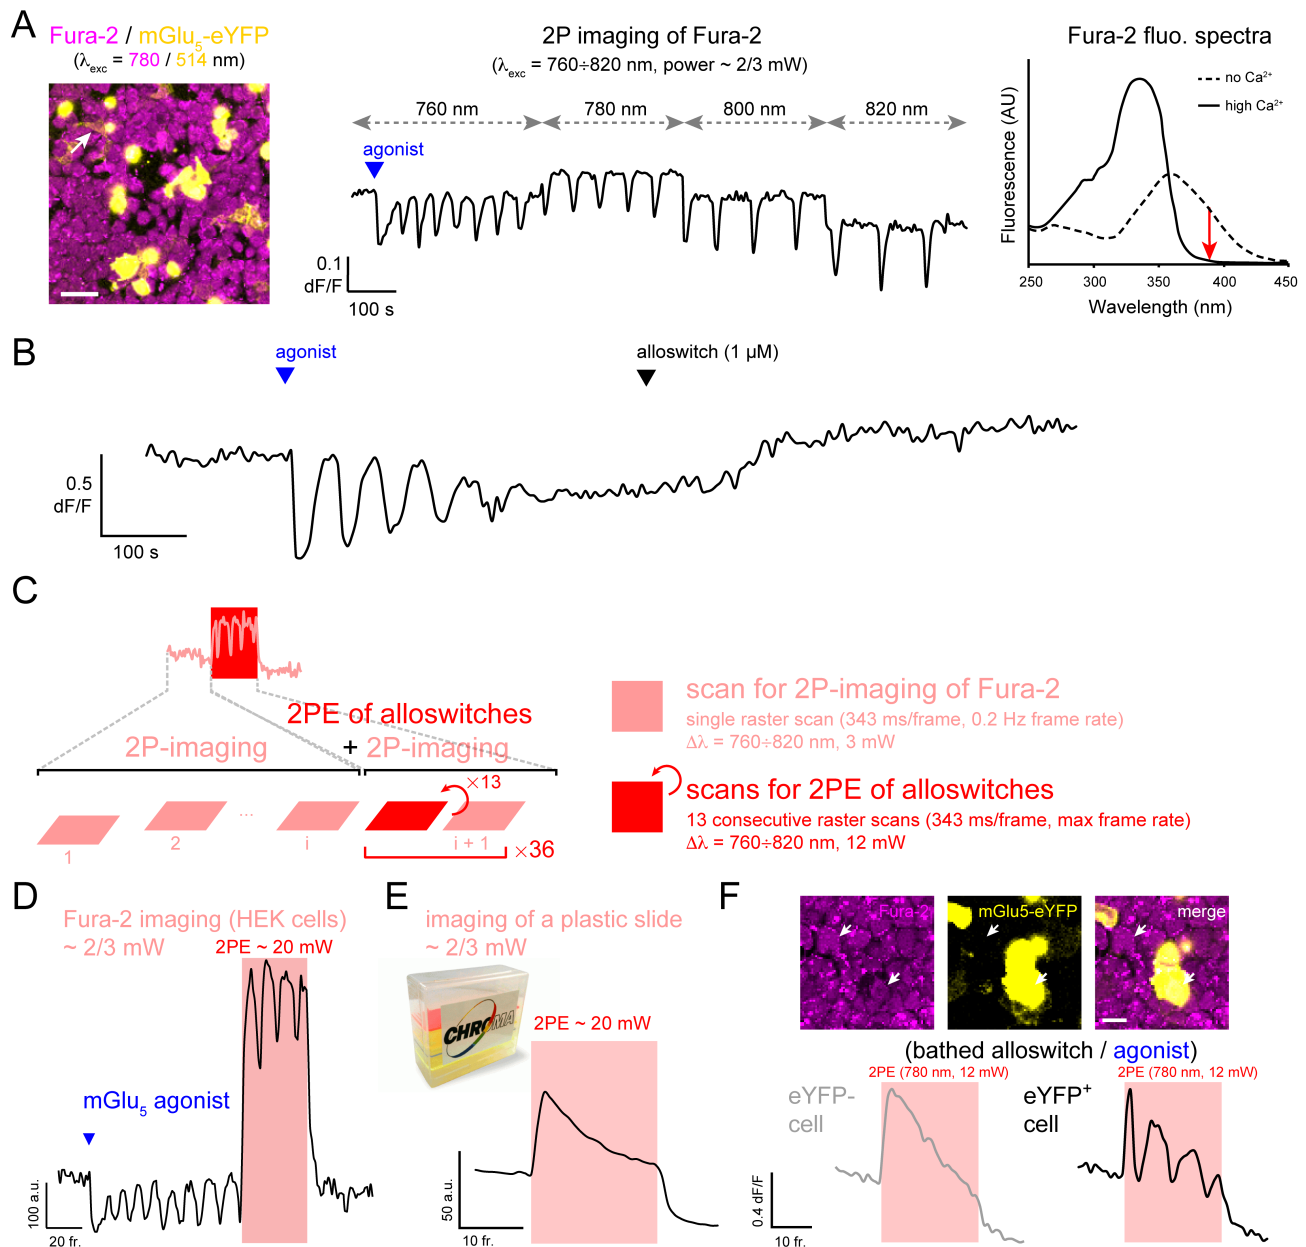 A
Fura-2 / mGlu5-eYFP
(λexc = 780 / 514 nm)
2P imaging of Fura-2
(λexc = 760÷820 nm, power ~ 2/3 mW)
760 nm
780 nm
800 nm
820 nm
agonist
0.1
dF/F
100 s
Fura-2 fluo. spectra
no Ca²⁺
high Ca²⁺
Fluorescence (AU)
250 300 350 400 450
Wavelength (nm)
B
agonist
alloswitch (1 µM)
0.5
dF/F
100 s
C
2PE of alloswitches
2P-imaging
+ 2P-imaging
×13
1
2
...
i
i + 1
×36
scan for 2P-imaging of Fura-2
single raster scan (343 ms/frame, 0.2 Hz frame rate)
Δλ = 760÷820 nm, 3 mW
scans for 2PE of alloswitches
13 consecutive raster scans (343 ms/frame, max frame rate)
Δλ = 760÷820 nm, 12 mW
D
Fura-2 imaging (HEK cells)
~ 2/3 mW
2PE ~ 20 mW
mGlu5 agonist
100 a.u.
20 fr.
E
imaging of a plastic slide
~ 2/3 mW
CHROMA
2PE ~ 20 mW
50 a.u.
10 fr.
F
Fura-2
mGlu5-eYFP
merge
(bathed alloswitch / agonist)
2PE (780 nm, 12 mW)
eYFP-
cell
2PE (780 nm, 12 mW)
eYFP⁺
cell
0.4 dF/F
10 fr.